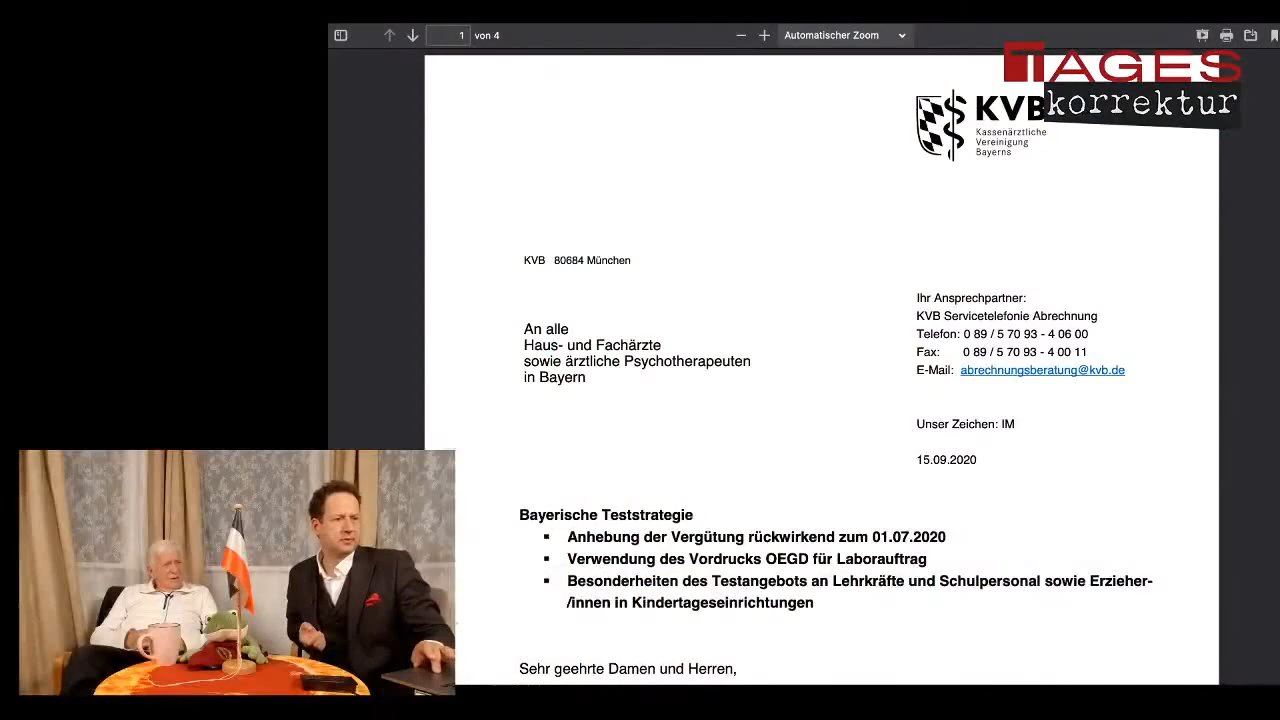 1 von 4
Automatischer Zoom
TAGES
korrektur
KVB
Kassenärztliche
Vereinigung
Bayerns
KVB 80684 München
Ihr Ansprechpartner:
KVB Servicetelefonie Abrechnung
Telefon: 0 89 / 5 70 93 - 4 06 00
Fax: 0 89 / 5 70 93 - 4 00 11
E-Mail: abrechnungsberatung@kvb.de
An alle
Haus- und Fachärzte
sowie ärztliche Psychotherapeuten
in Bayern
Unser Zeichen: IM
15.09.2020
Bayerische Teststrategie
▪ Anhebung der Vergütung rückwirkend zum 01.07.2020
▪ Verwendung des Vordrucks OEGD für Laborauftrag
▪ Besonderheiten des Testangebots an Lehrkräfte und Schulpersonal sowie Erzieher-
/innen in Kindertageseinrichtungen
Sehr geehrte Damen und Herren,